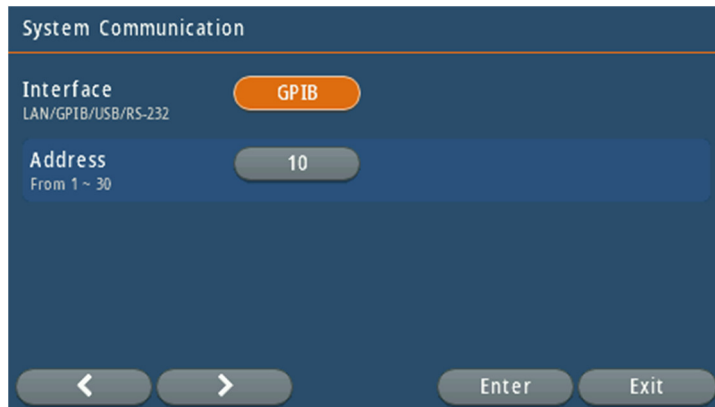 System Communication
Interface
GPIB
LAN/GPIB/USB/RS-232
Address
10
From 1 ~ 30
Enter
Exit